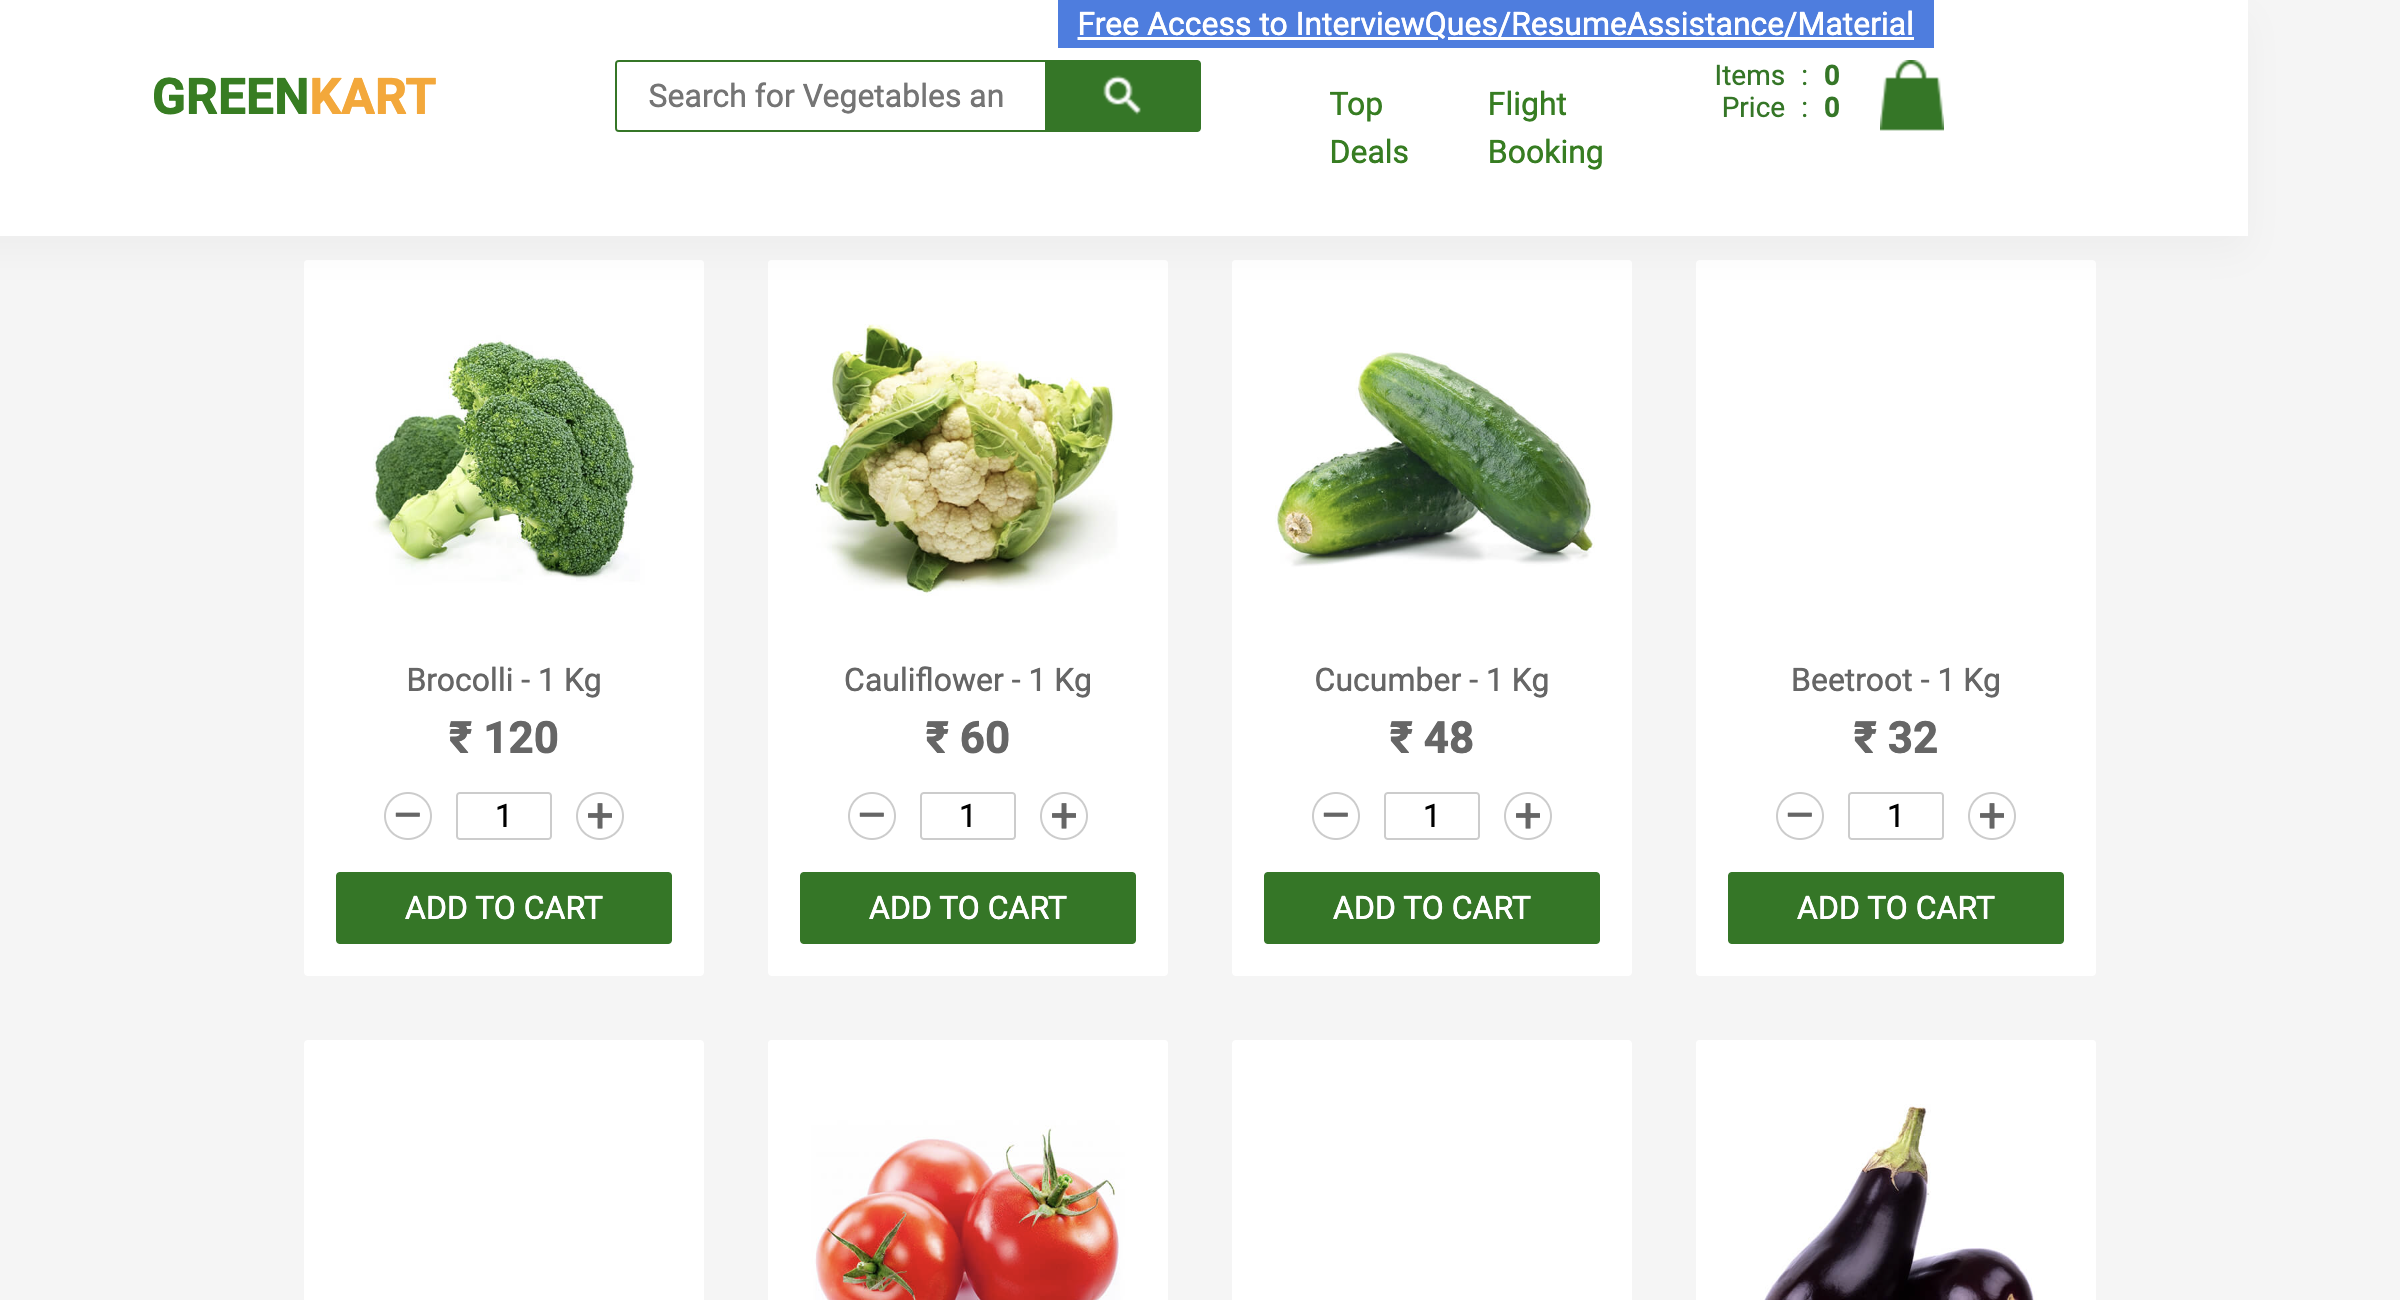 Free Access to InterviewQues/ResumeAssistance/Material
GREENKART
Search for Vegetables an
Top
Deals
Flight
Booking
Items : 0
Price : 0
Brocolli - 1 Kg
₹ 120
1
ADD TO CART
Cauliflower - 1 Kg
₹ 60
1
ADD TO CART
Cucumber - 1 Kg
₹ 48
1
ADD TO CART
Beetroot - 1 Kg
₹ 32
1
ADD TO CART